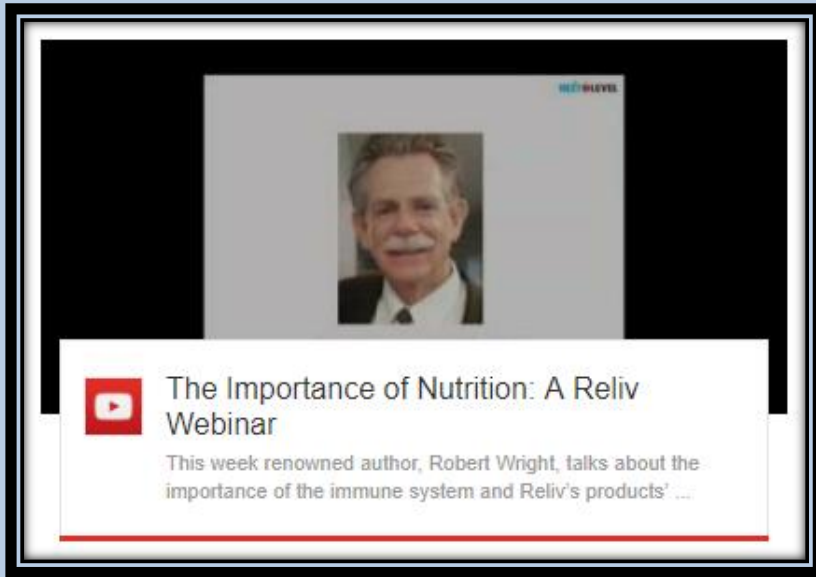 The Importance of Nutrition: A Reliv
Webinar
This week renowned author, Robert Wright, talks about the
importance of the immune system and Reliv's products' ...